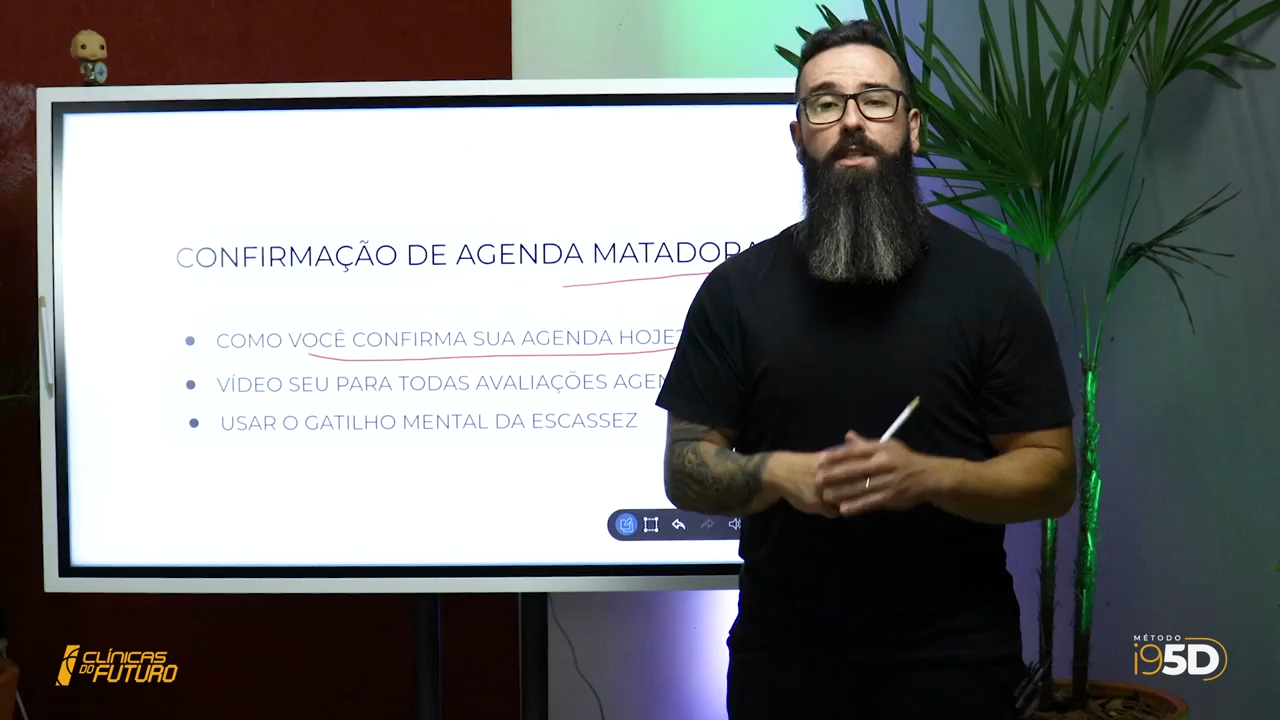 CONFIRMAÇÃO DE AGENDA MATADORA
COMO VOCÊ CONFIRMA SUA AGENDA HOJE?
VÍDEO SEU PARA TODAS AVALIAÇÕES
USAR O GATILHO MENTAL DA ESCASSEZ
CLÍNICAS
DO FUTURO
MÉTODO
i95D